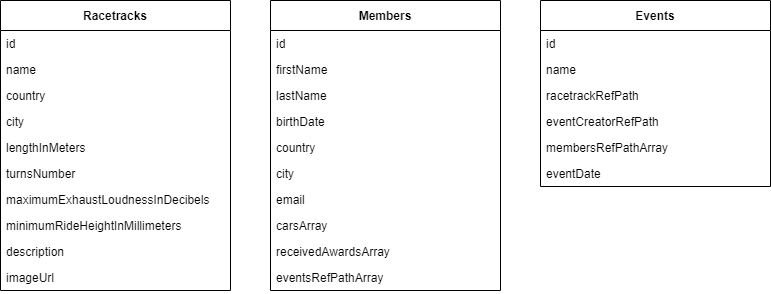 Racetracks
id
name
country
city
lengthInMeters
turnsNumber
maximumExhaustLoudnessInDecibels
minimumRideHeightInMillimeters
description
imageUrl
Members
id
firstName
lastName
birthDate
country
city
email
carsArray
receivedAwardsArray
eventsRefPathArray
Events
id
name
racetrackRefPath
eventCreatorRefPath
membersRefPathArray
eventDate